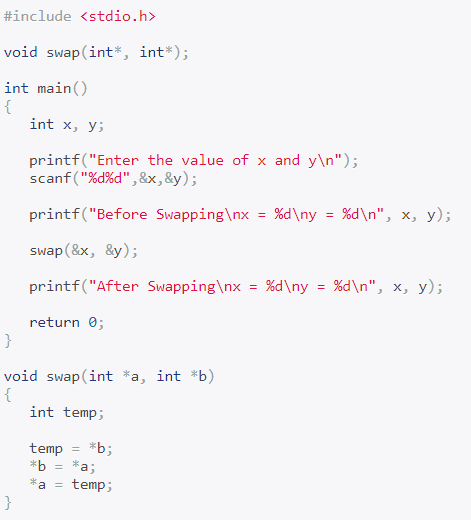 #include <stdio.h>
void swap(int*, int*);
int main()
{
int x, y;
printf("Enter the value of x and y\n");
scanf("%d%d",&x,&y);
printf("Before Swapping\nx = %d\ny = %d\n", x, y);
swap(&x, &y);
printf("After Swapping\nx = %d\ny = %d\n", x, y);
return 0;
}
void swap(int *a, int *b)
{
int temp;
temp = *b;
*b = *a;
*a = temp;
}